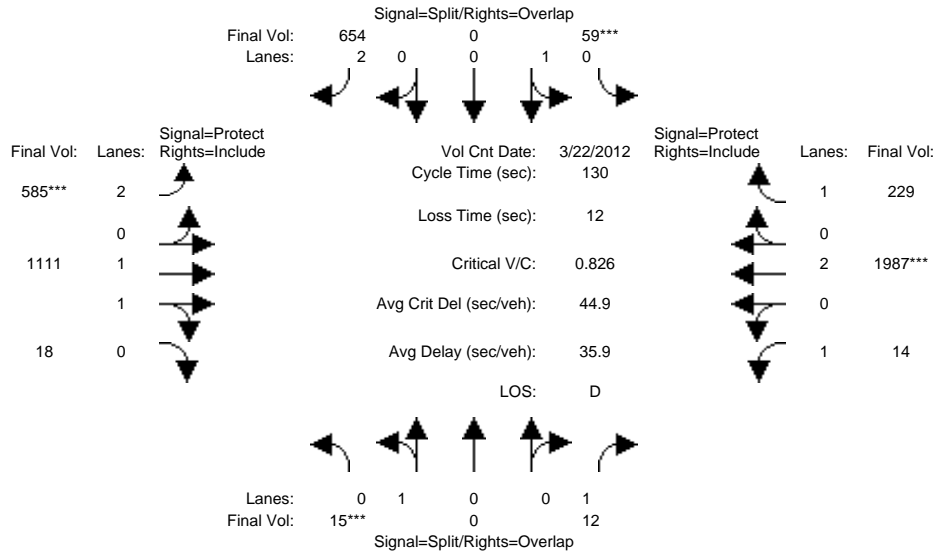 Signal=Split/Rights=Overlap
Final Vol: 654 0 59***
Lanes: 2 0 0 1 0
Signal=Protect Signal=Protect
Final Vol: Lanes: Rights=Include Vol Cnt Date: 3/22/2012 Rights=Include Lanes: Final Vol:
Cycle Time (sec): 130
585*** 2 1 229
Loss Time (sec): 12
0 0
1111 1 Critical V/C: 0.826 2 1987***
1 Avg Crit Del (sec/veh): 44.9 0
18 0 Avg Delay (sec/veh): 35.9 1 14
LOS: D
Lanes: 0 1 0 0 1
Final Vol: 15*** 0 12
Signal=Split/Rights=Overlap